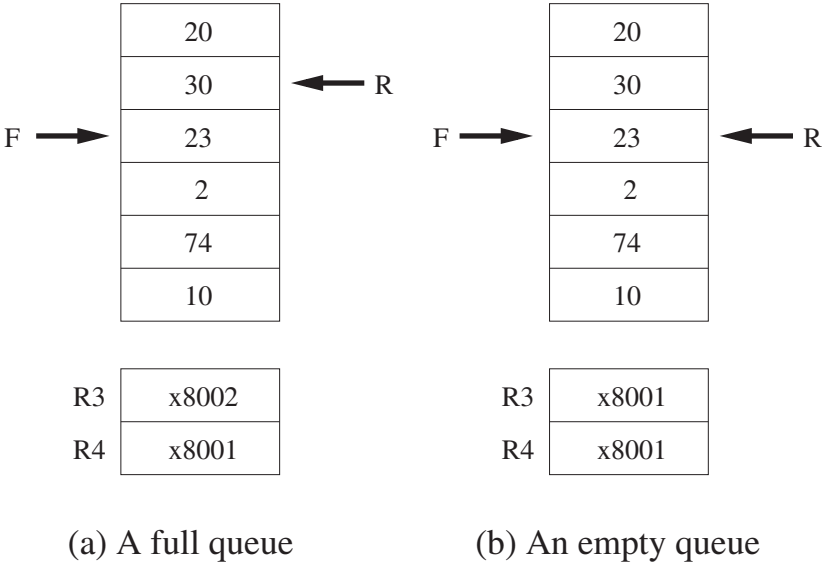 20
30
R
F
23
2
74
10
R3 x8002
R4 x8001
(a) A full queue
20
30
F
23
R
2
74
10
R3 x8001
R4 x8001
(b) An empty queue